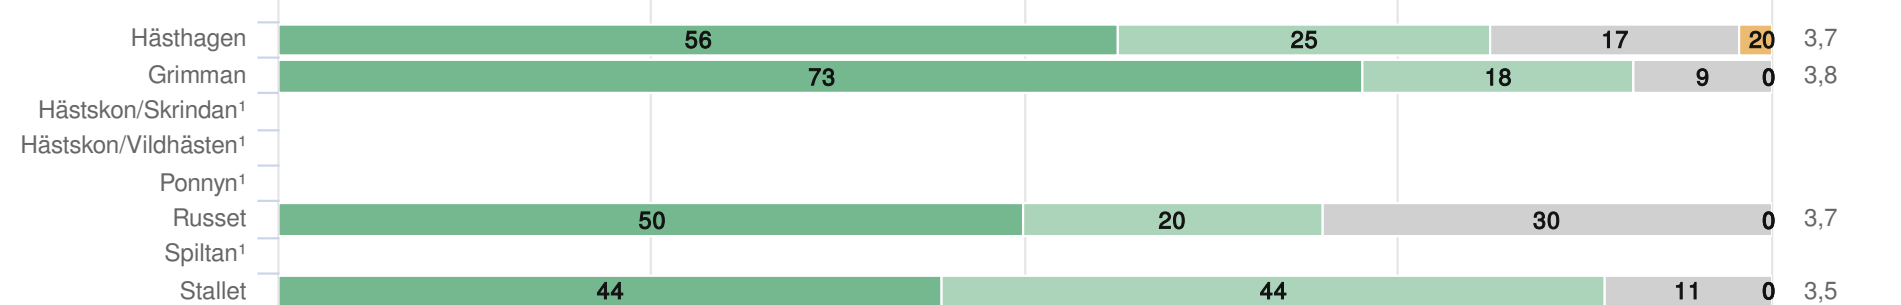 Hästhagen 56 25 17 20 3,7
Grimman 73 18 9 0 3,8
Hästskon/Skrindan¹
Hästskon/Vildhästen¹
Ponnyn¹
Russet 50 20 30 0 3,7
Spiltan¹
Stallet 44 44 11 0 3,5